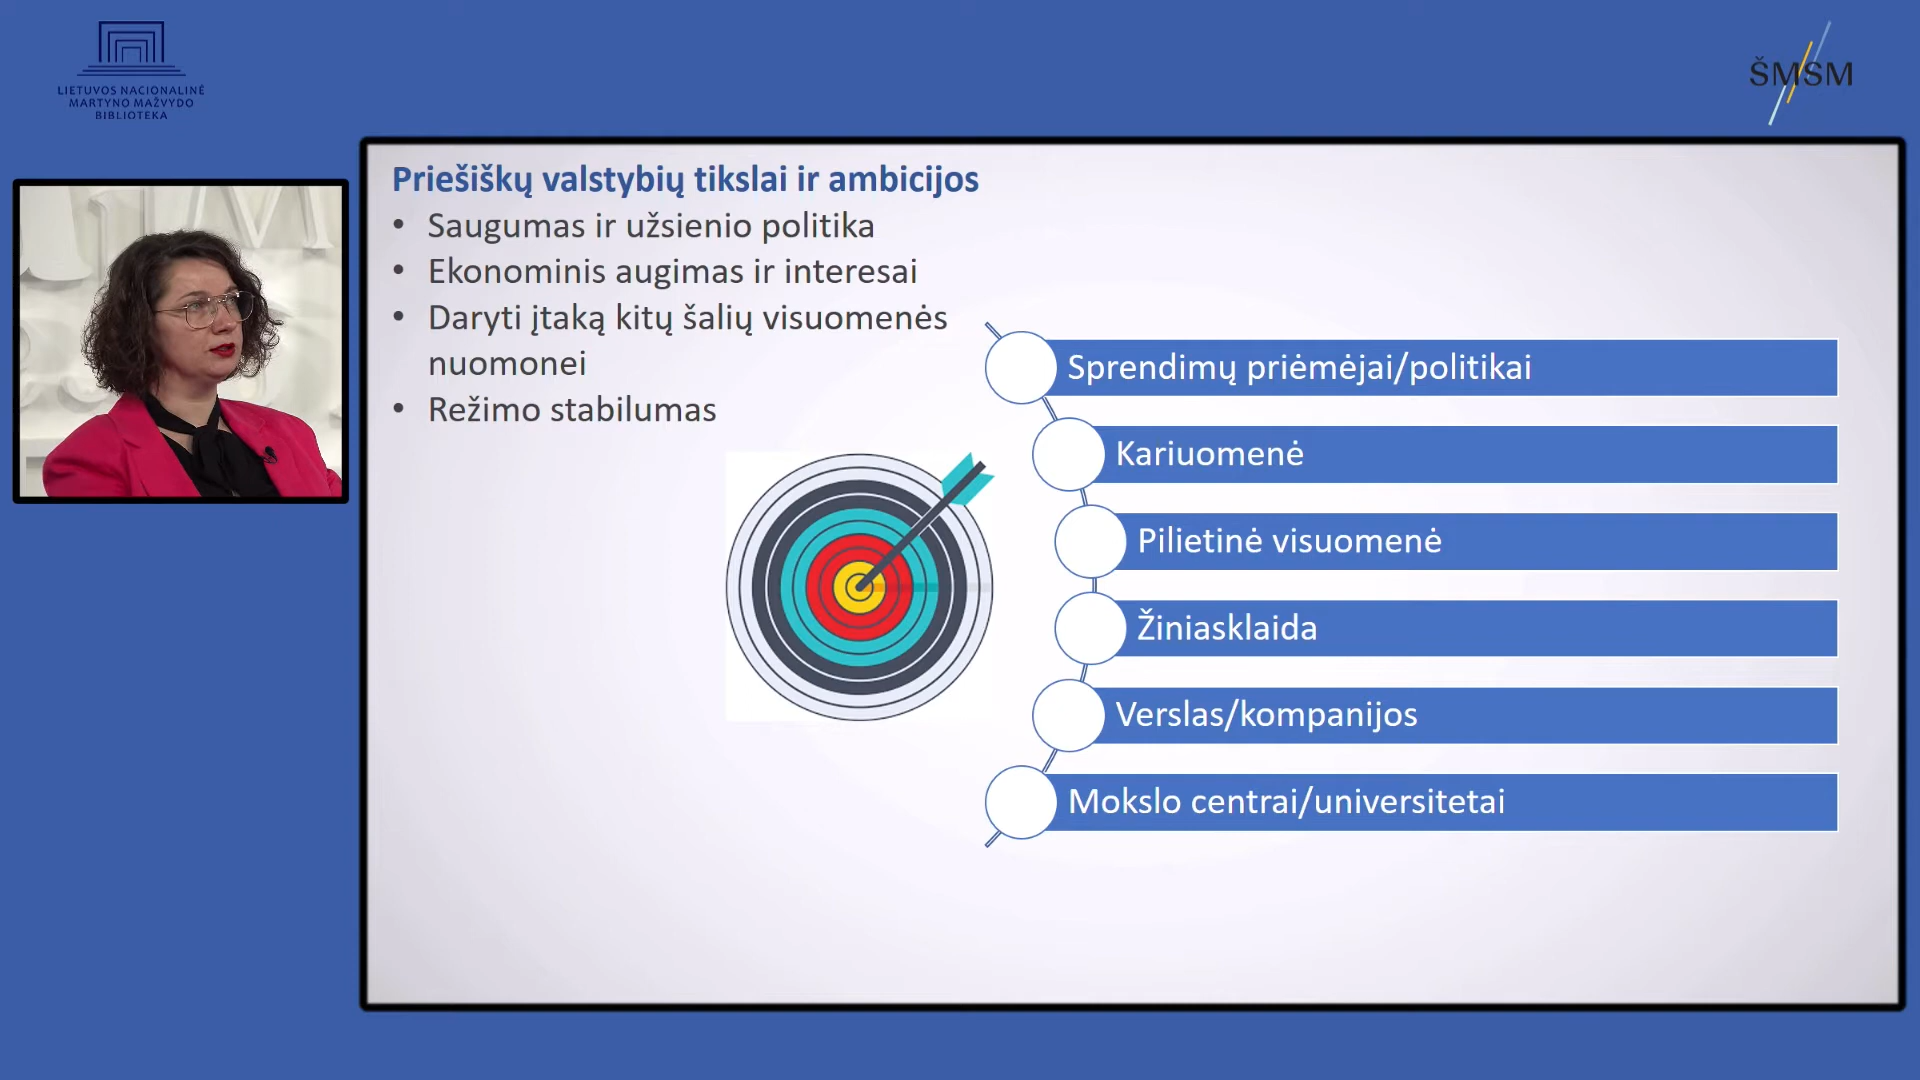 LIETUVOS NACIONALINĖ
MARTYNO MAŽVYDO
BIBLIOTEKA
ŠMSM
Priešiškų valstybių tikslai ir ambicijos
• Saugumas ir užsienio politika
• Ekonominis augimas ir interesai
• Daryti įtaką kitų šalių visuomenės
nuomonei
• Režimo stabilumas
Sprendimų priėmėjai/politikai
Kariuomenė
Pilietinė visuomenė
Žiniasklaida
Verslas/kompanijos
Mokslo centrai/universitetai